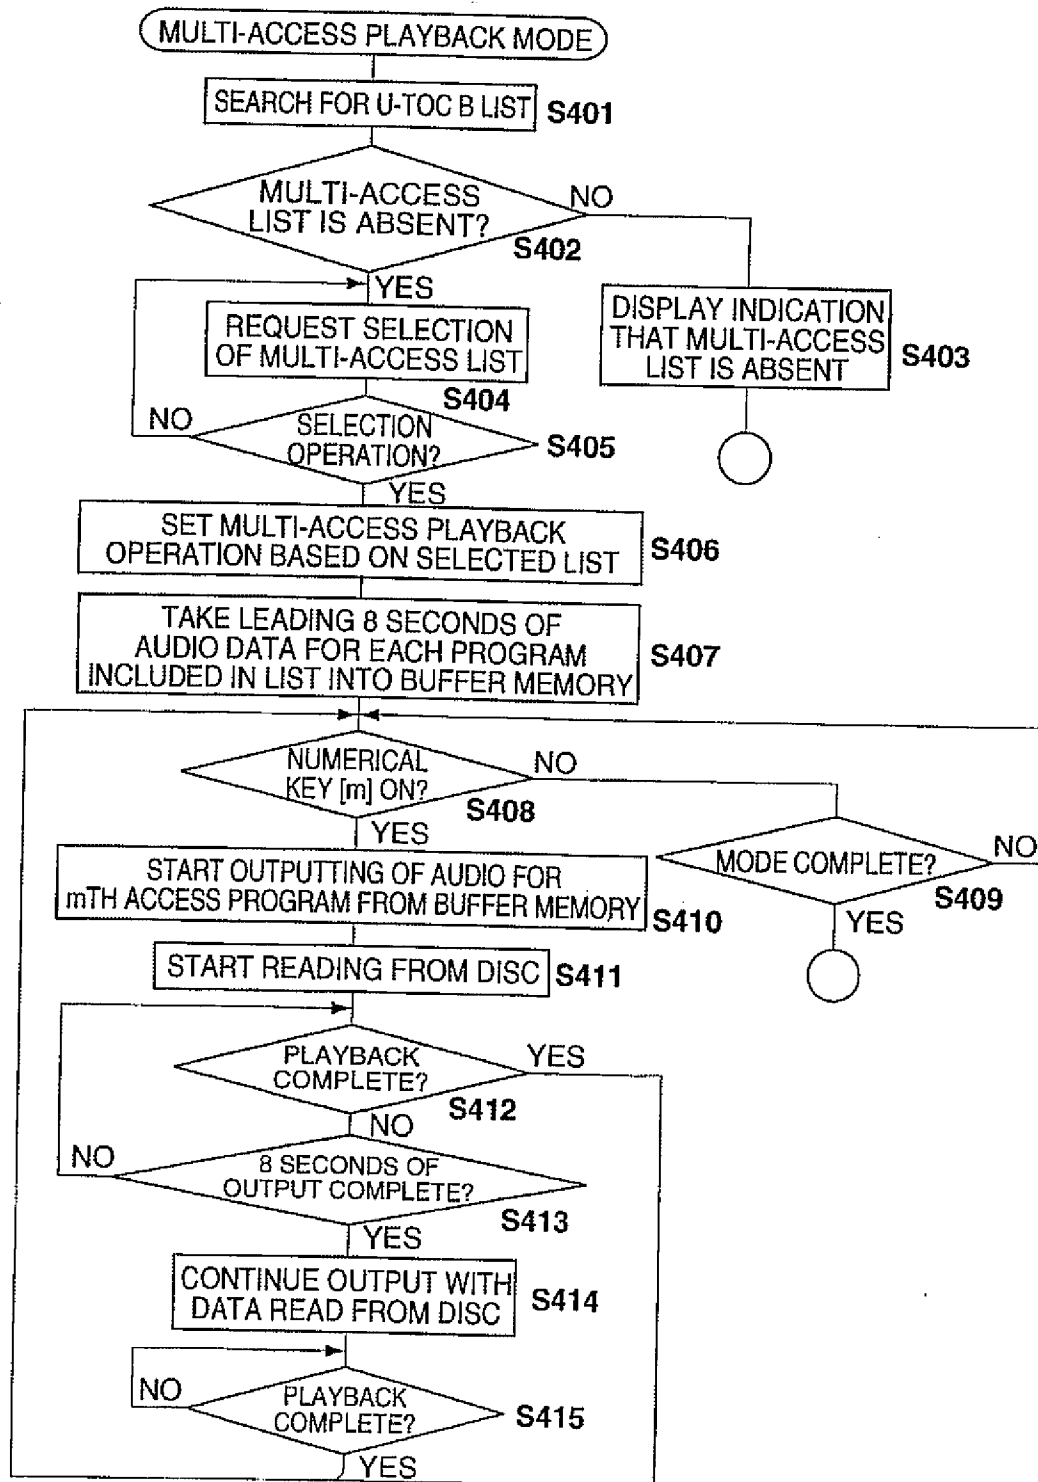 MULTI-ACCESS PLAYBACK MODE
SEARCH FOR U-TOC B LIST
S401
MULTI-ACCESS
LIST IS ABSENT?
NO
S402
YES
REQUEST SELECTION
OF MULTI-ACCESS LIST
S404
DISPLAY INDICATION
THAT MULTI-ACCESS
LIST IS ABSENT
S403
NO
SELECTION
OPERATION?
S405
YES
SET MULTI-ACCESS PLAYBACK
OPERATION BASED ON SELECTED LIST
S406
TAKE LEADING 8 SECONDS OF
AUDIO DATA FOR EACH PROGRAM
INCLUDED IN LIST INTO BUFFER MEMORY
S407
NUMERICAL
KEY [m] ON?
NO
S408
YES
MODE COMPLETE?
NO
S409
YES
START OUTPUTTING OF AUDIO FOR
mTH ACCESS PROGRAM FROM BUFFER MEMORY
S410
START READING FROM DISC
S411
PLAYBACK
COMPLETE?
YES
S412
NO
NO
8 SECONDS OF
OUTPUT COMPLETE?
S413
YES
CONTINUE OUTPUT WITH
DATA READ FROM DISC
S414
NO
PLAYBACK
COMPLETE?
S415
YES